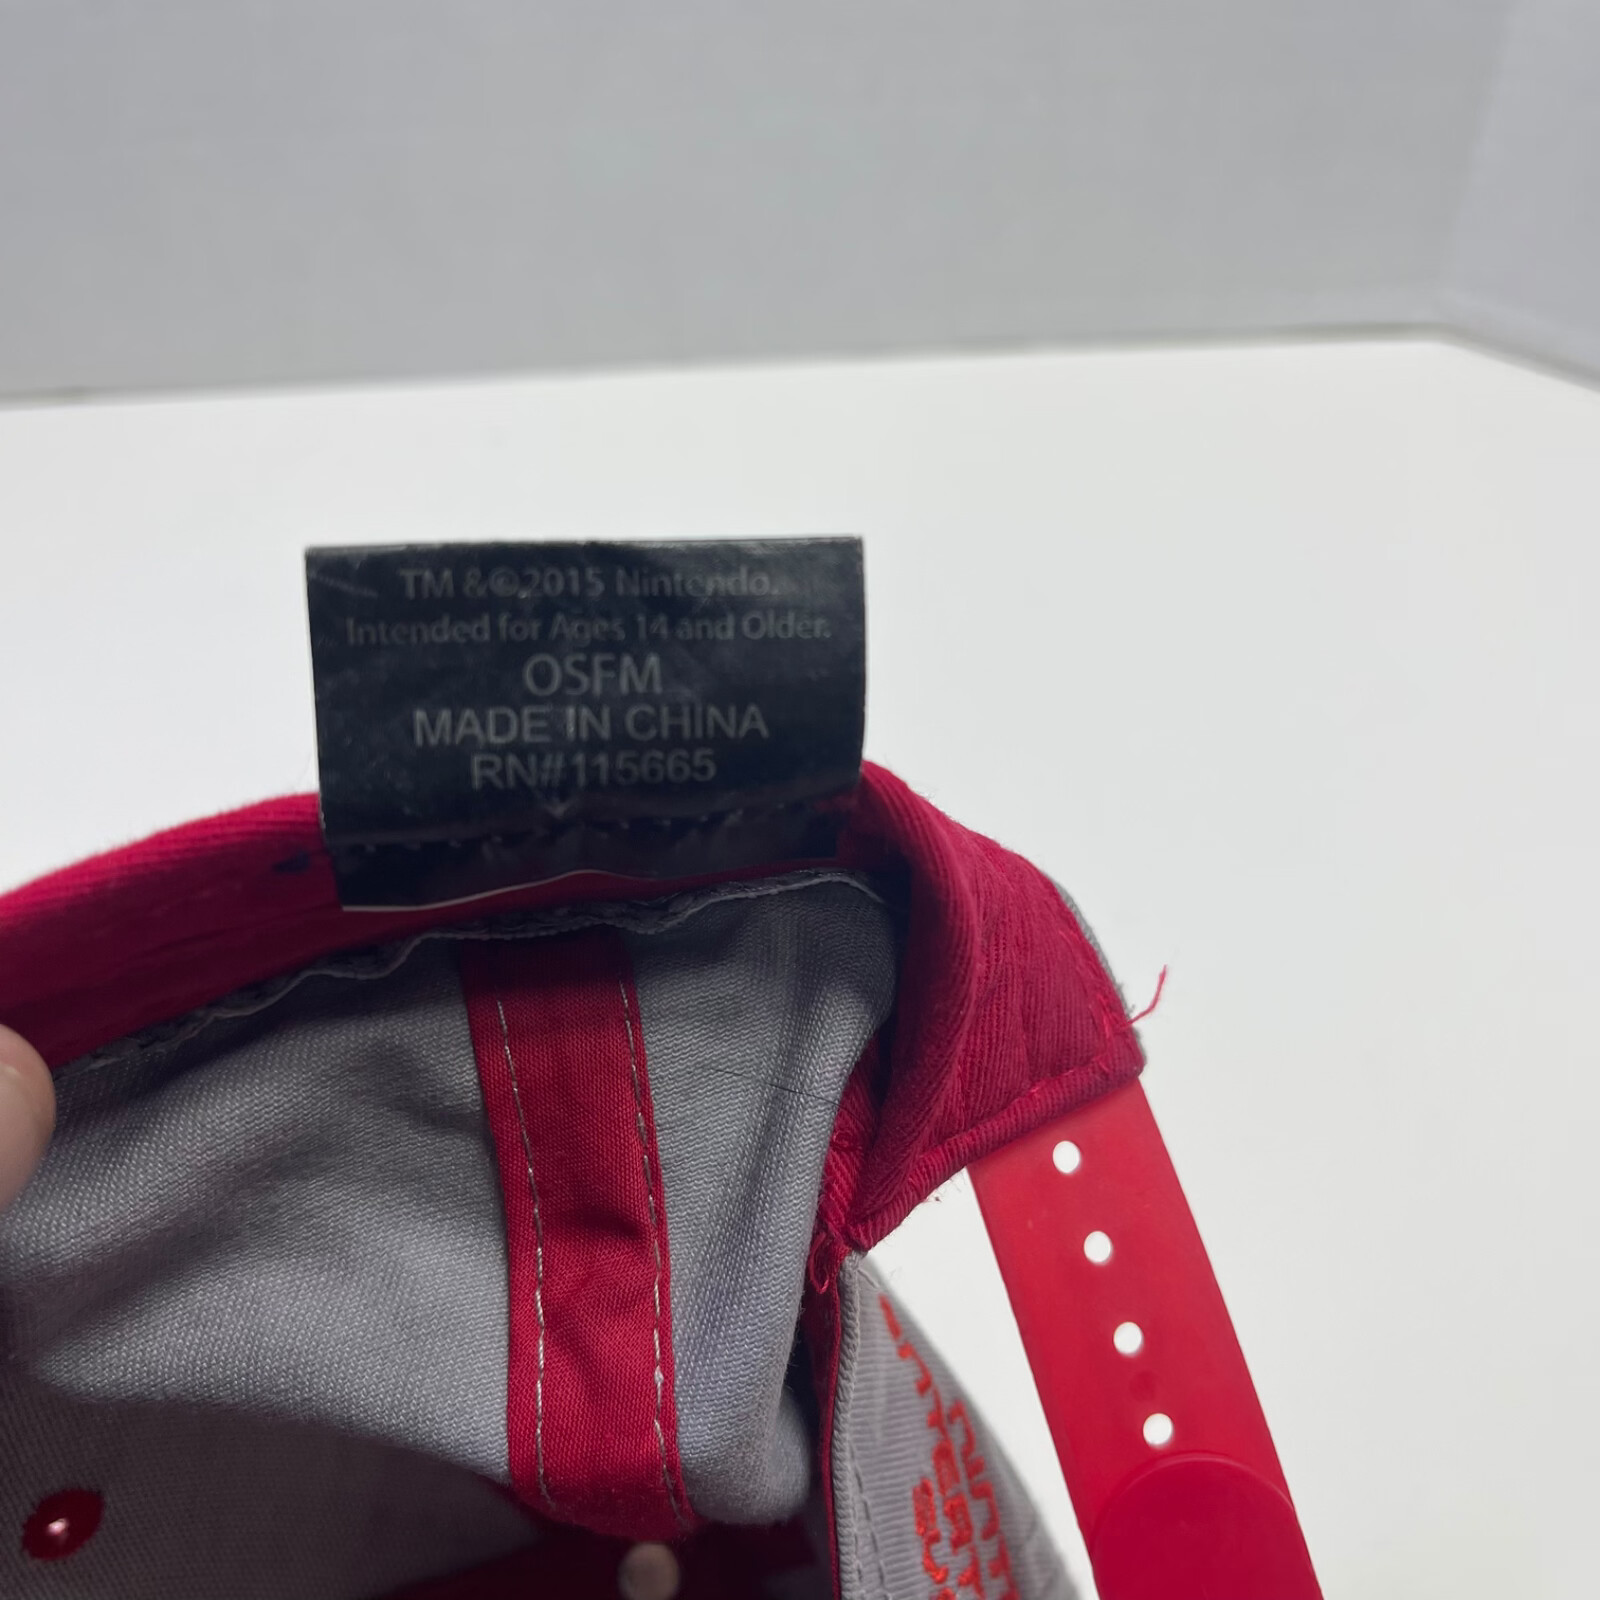 TM &©2015 Nintendo.
Intended for Ages 14 and Older.
OSFM
MADE IN CHINA
RN#115665